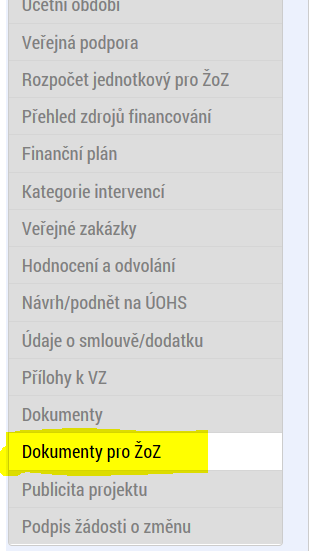 Účetní období
Veřejná podpora
Rozpočet jednotkový pro ŽoZ
Přehled zdrojů financování
Finanční plán
Kategorie intervencí
Veřejné zakázky
Hodnocení a odvolání
Návrh/podnět na ÚOHS
Údaje o smlouvě/dodatku
Přílohy k VZ
Dokumenty
Dokumenty pro ŽoZ
Publicita projektu
Podpis žádosti o změnu